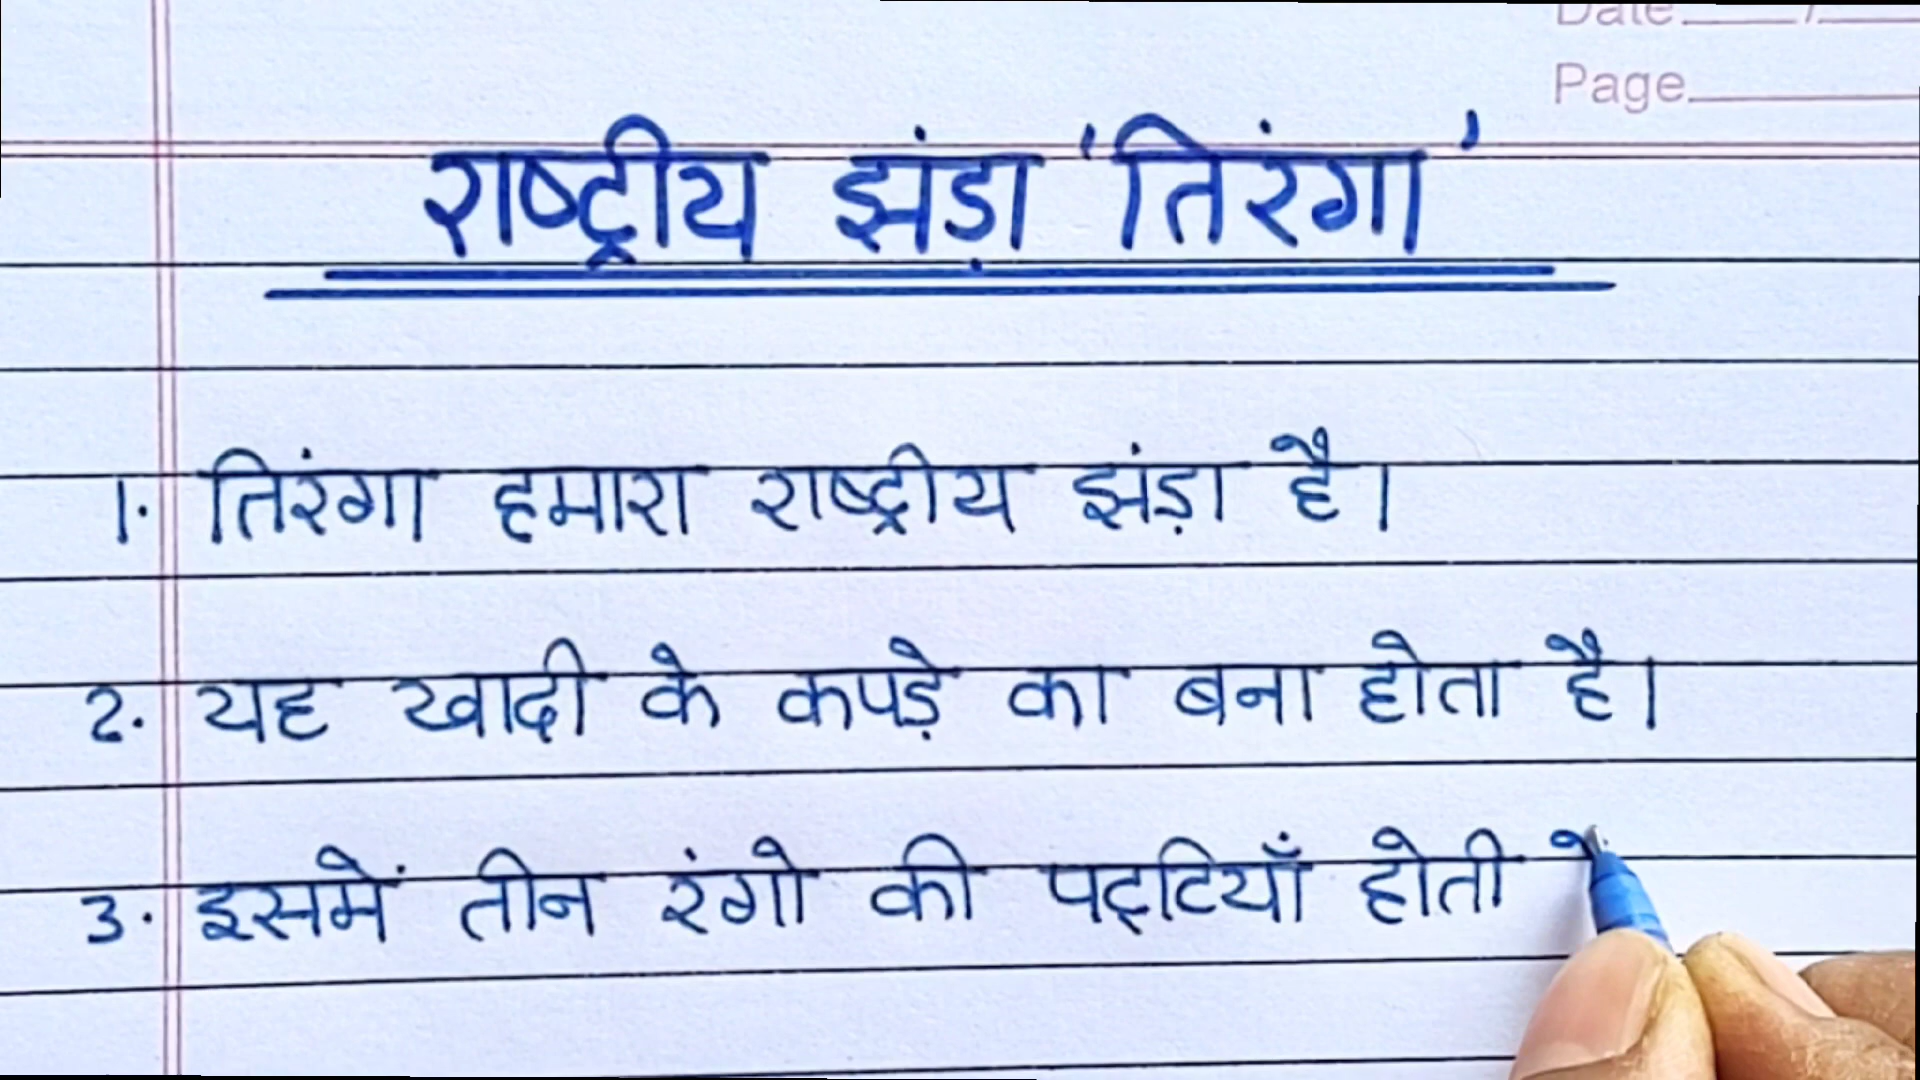 Date / 
Page
राष्ट्रीय झंड़ा 'तिरंगा'
1. तिरंगा हमारा राष्ट्रीय झंड़ा है।
2. यह खादी के कपड़े का बना होता है।
3. इसमें तीन रंगो की पट्टियाँ होती